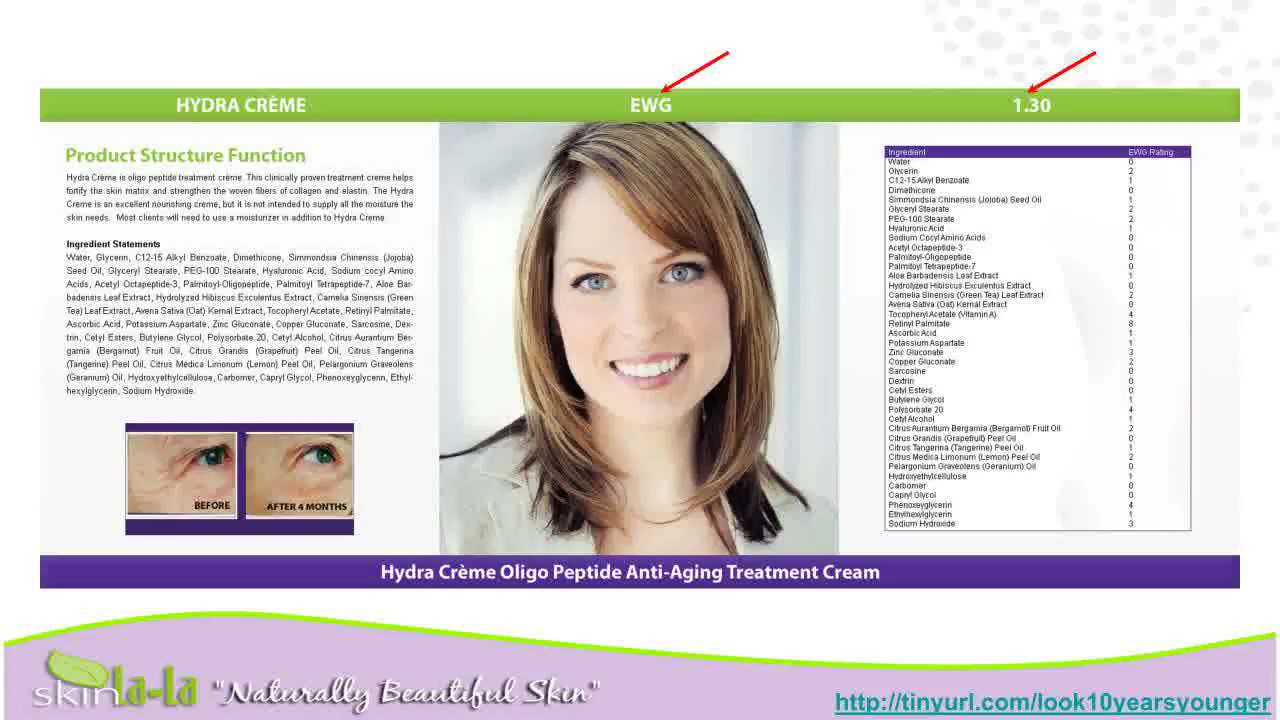 HYDRA CRÈME
EWG
1.30
Product Structure Function
Hydra Crème is oligo peptide treatment crème. This clinically proven treatment creme helps
fortify the skin matrix and strengthen the woven fibers of collagen and elastin. The Hydra
Creme is an excellent nourishing creme, but it is not intended to supply all the moisture the
skin needs. Most clients will need to use a moisturizer in addition to Hydra Creme.
Ingredient Statements
Water, Glycerin, C12-15 Alkyl Benzoate, Dimethicone, Simmondsia Chinensis (Jojoba)
Seed Oil, Glyceryl Stearate, PEG-100 Stearate, Hyaluronic Acid, Sodium cocyl Amino
Acids, Acetyl Octapeptide-3, Palmitoyl-Oligopeptide, Palmitoyl Tetrapeptide-7, Aloe Bar-
badensis Leaf Extract, Hydrolyzed Hibiscus Exculentus Extract, Camelia Sinensis (Green
Tea) Leaf Extract, Avena Sativa (Oat) Kernal Extract, Tocopheryl Acetate, Retinyl Palmitate,
Ascorbic Acid, Potassium Aspartate, Zinc Gluconate, Copper Gluconate, Sarcosine, Dex-
trin, Cetyl Esters, Butylene Glycol, Polysorbate 20, Cetyl Alcohol, Citrus Aurantium Ber-
gamia (Bergamot) Fruit Oil, Citrus Grandis (Grapefruit) Peel Oil, Citrus Tangerina
(Tangerine) Peel Oil, Citrus Medica Limonum (Lemon) Peel Oil, Pelargonium Graveolens
(Geranium) Oil, Hydroxyethylcellulose, Carbomer, Capryl Glycol, Phenoxyglycerin, Ethyl-
hexylglycerin, Sodium Hydroxide.
BEFORE
AFTER 4 MONTHS
Ingredient EWG Rating
Water 0
Glycerin 2
C12-15 Alkyl Benzoate 1
Dimethicone 0
Simmondsia Chinensis (Jojoba) Seed Oil 1
Glyceryl Stearate 2
PEG-100 Stearate 2
Hyaluronic Acid 1
Sodium Cocyl Amino Acids 0
Acetyl Octapeptide-3 0
Palmitoyl-Oligopeptide 0
Palmitoyl Tetrapeptide-7 0
Aloe Barbadensis Leaf Extract 1
Hydrolyzed Hibiscus Exculentus Extract 0
Camelia Sinensis (Green Tea) Leaf Extract 2
Avena Sativa (Oat) Kernal Extract 0
Tocopheryl Acetate (Vitamin A) 4
Retinyl Palmitate 8
Ascorbic Acid 1
Potassium Aspartate 1
Zinc Gluconate 3
Copper Gluconate 2
Sarcosine 0
Dextrin 0
Cetyl Esters 0
Butylene Glycol 1
Polysorbate 20 4
Cetyl Alcohol 1
Citrus Aurantium Bergamia (Bergamot) Fruit Oil 2
Citrus Grandis (Grapefruit) Peel Oil 0
Citrus Tangerina (Tangerine) Peel Oil 1
Citrus Medica Limonum (Lemon) Peel Oil 2
Pelargonium Graveolens (Geranium) Oil 0
Hydroxyethylcellulose 1
Carbomer 0
Capryl Glycol 0
Phenoxyglycerin 4
Ethylhexylglycerin 1
Sodium Hydroxide 3
Hydra Crème Oligo Peptide Anti-Aging Treatment Cream
skin la-la "Naturally Beautiful Skin"
http://tinyurl.com/look10yearsyounger